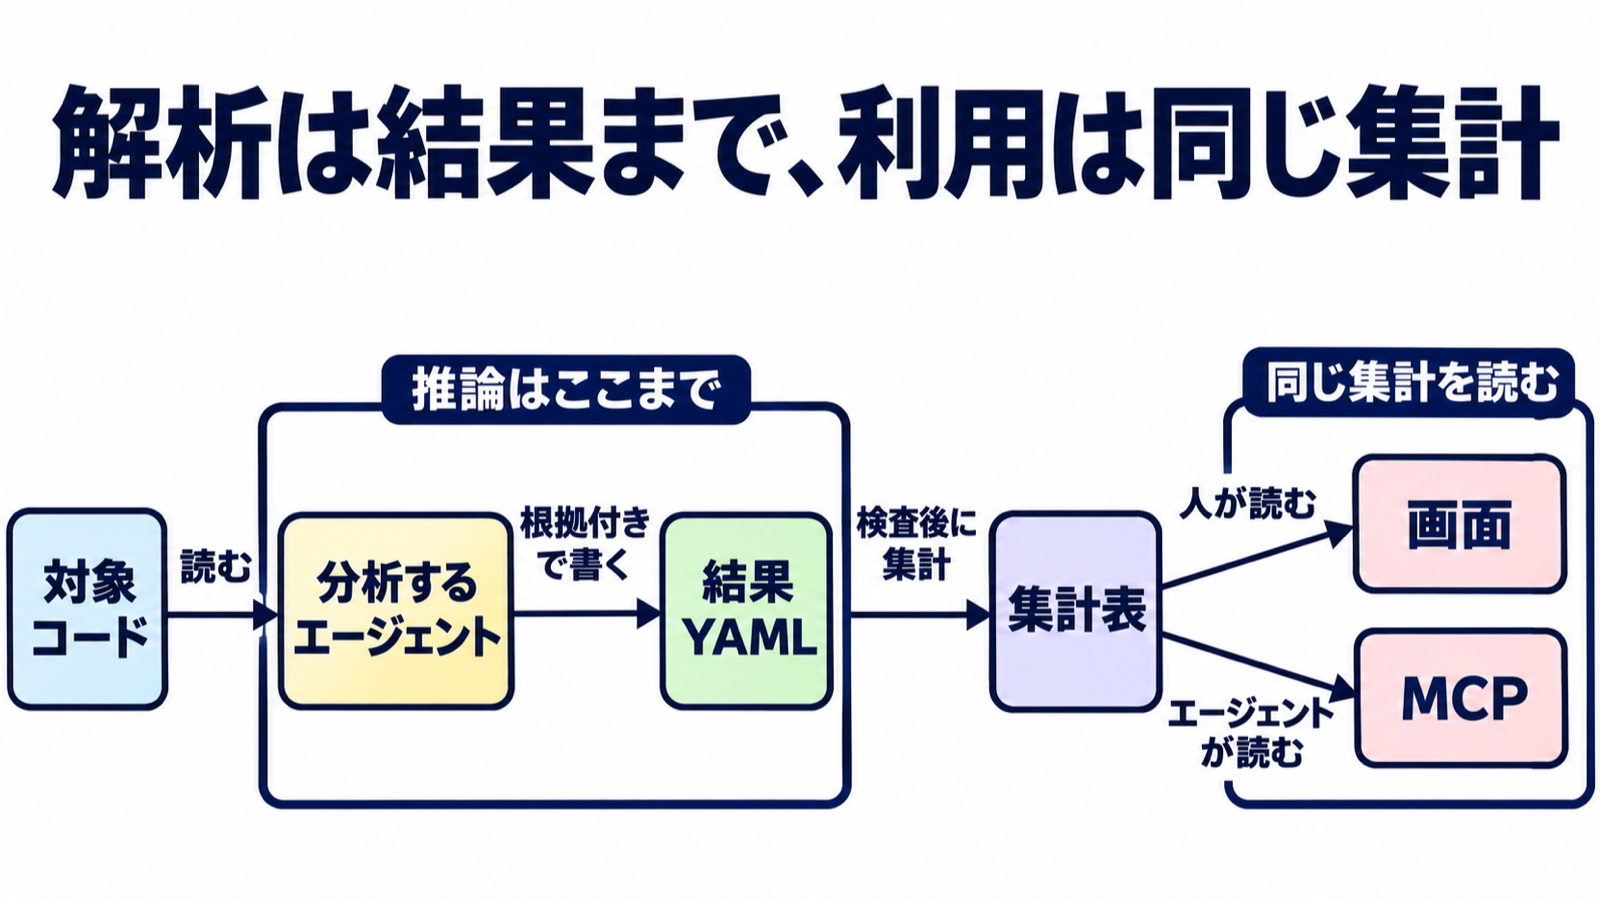 解析は結果まで、利用は同じ集計
推論はここまで
同じ集計を読む
対象
コード
読む
分析する
エージェント
根拠付き
で書く
結果
YAML
検査後に
集計
集計表
人が読む
画面
エージェント
が読む
MCP